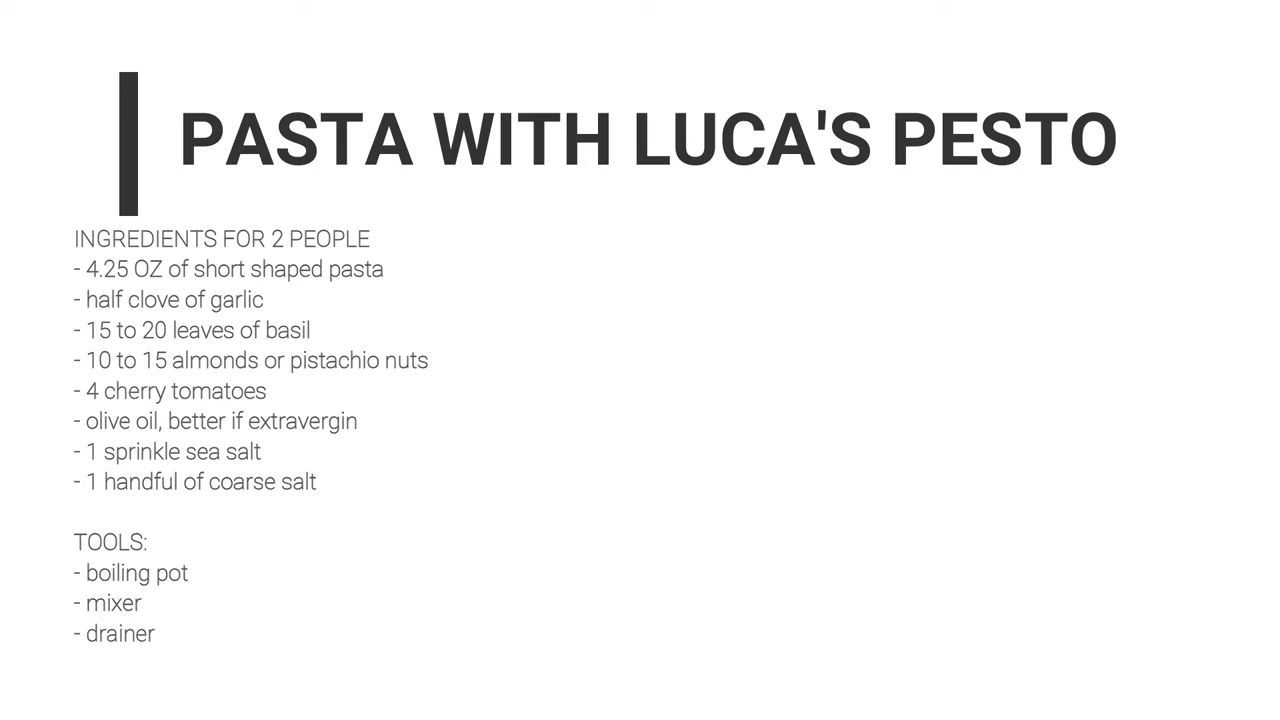 PASTA WITH LUCA'S PESTO
INGREDIENTS FOR 2 PEOPLE
- 4.25 OZ of short shaped pasta
- half clove of garlic
- 15 to 20 leaves of basil
- 10 to 15 almonds or pistachio nuts
- 4 cherry tomatoes
- olive oil, better if extravergin
- 1 sprinkle sea salt
- 1 handful of coarse salt
TOOLS:
- boiling pot
- mixer
- drainer